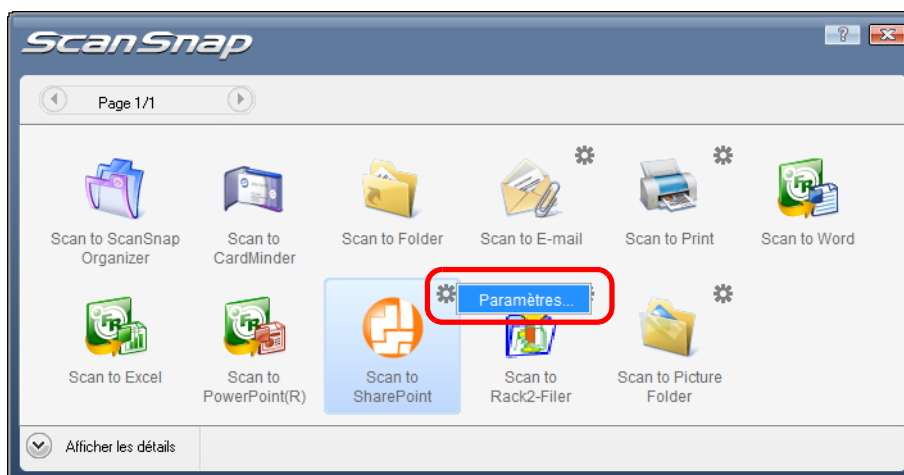 ScanSnap
Page 1/1
Scan to ScanSnap
Organizer
Scan to
CardMinder
Scan to Folder
Scan to E-mail
Scan to Print
Scan to Word
Paramètres...
Scan to Excel
Scan to
PowerPoint(R)
Scan to
SharePoint
Scan to
Rack2-Filer
Scan to Picture
Folder
Afficher les détails